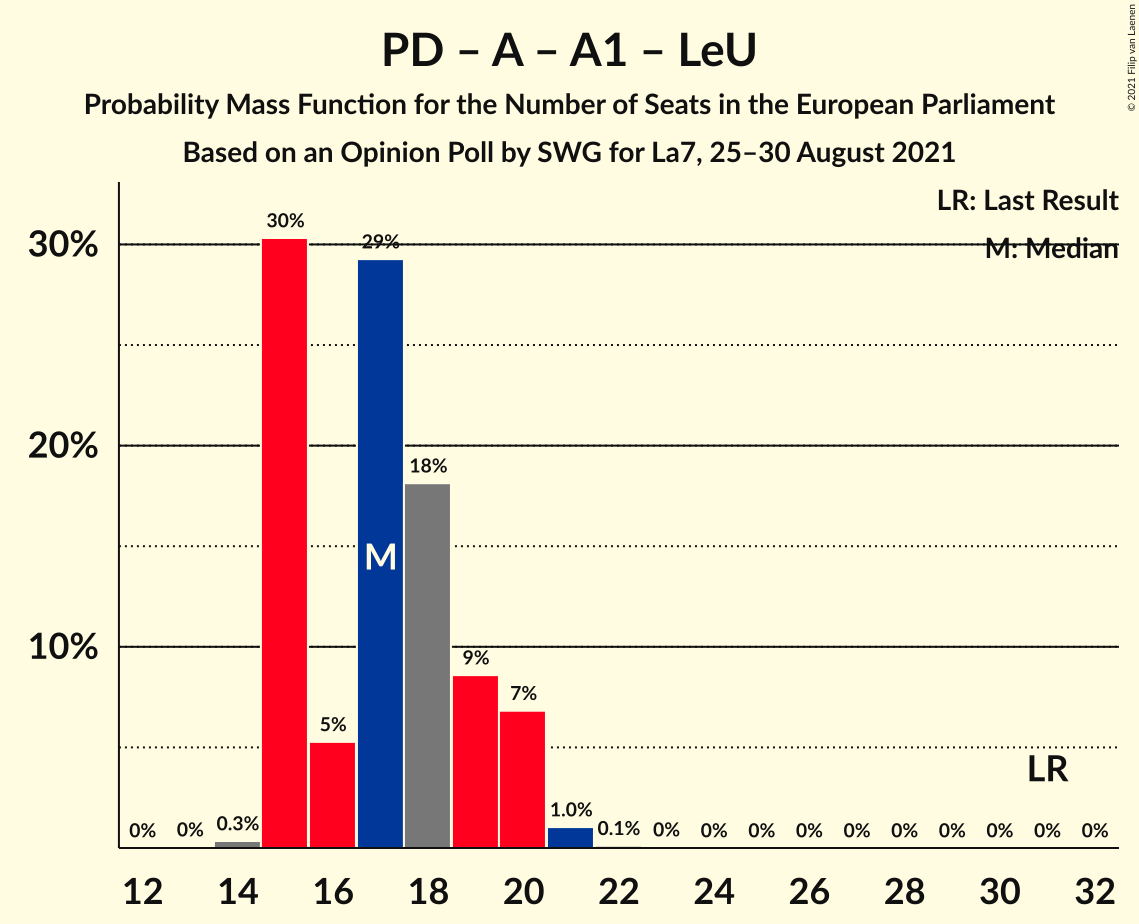 PD – A – A1 – LeU
Probability Mass Function for the Number of Seats in the European Parliament
Based on an Opinion Poll by SWG for La7, 25–30 August 2021
© 2021 Filip van Laenen
LR: Last Result
M: Median
30%
20%
10%
0%
0%
0.3%
30%
5%
29%
18%
9%
7%
1.0%
0.1%
0%
0%
0%
0%
0%
0%
0%
0%
0%
0%
M
LR
12 14 16 18 20 22 24 26 28 30 32